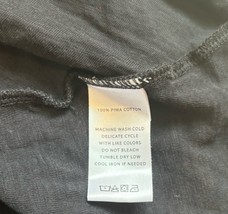 100% PIMA COTTON
MACHINE WASH COLD
DELICATE CYCLE
WITH LIKE COLORS
DO NOT BLEACH
TUMBLE DRY LOW
COOL IRON IF NEEDED